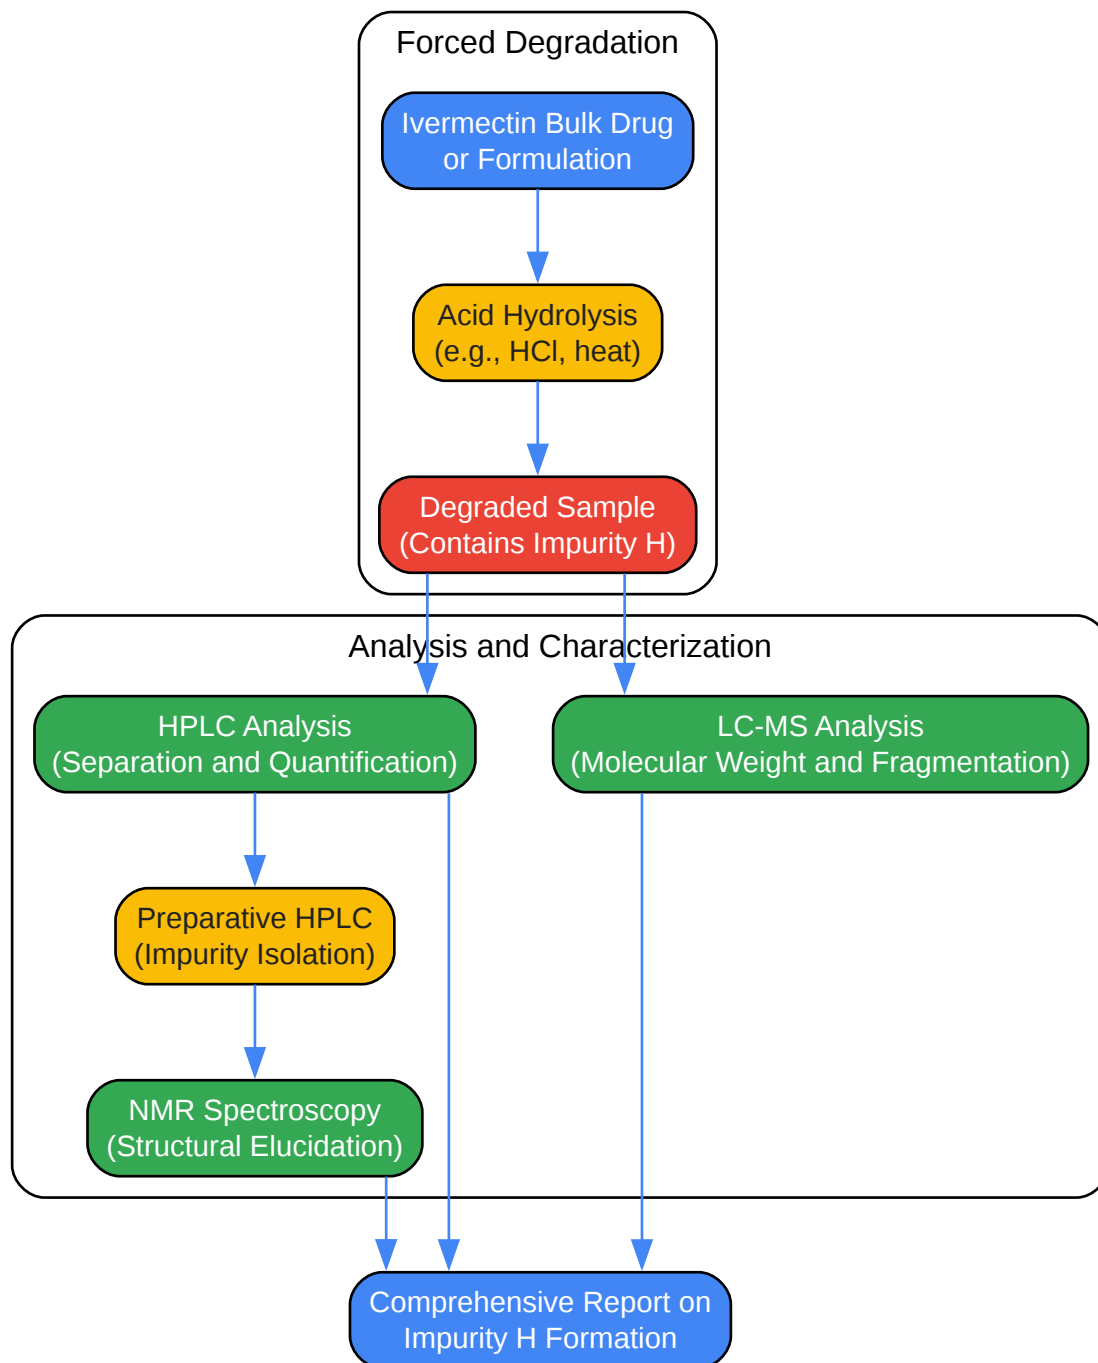 Forced Degradation
Ivermectin Bulk Drug
or Formulation
Acid Hydrolysis
(e.g., HCl, heat)
Degraded Sample
(Contains Impurity H)
Analysis and Characterization
HPLC Analysis
(Separation and Quantification)
LC-MS Analysis
(Molecular Weight and Fragmentation)
Preparative HPLC
(Impurity Isolation)
NMR Spectroscopy
(Structural Elucidation)
Comprehensive Report on
Impurity H Formation